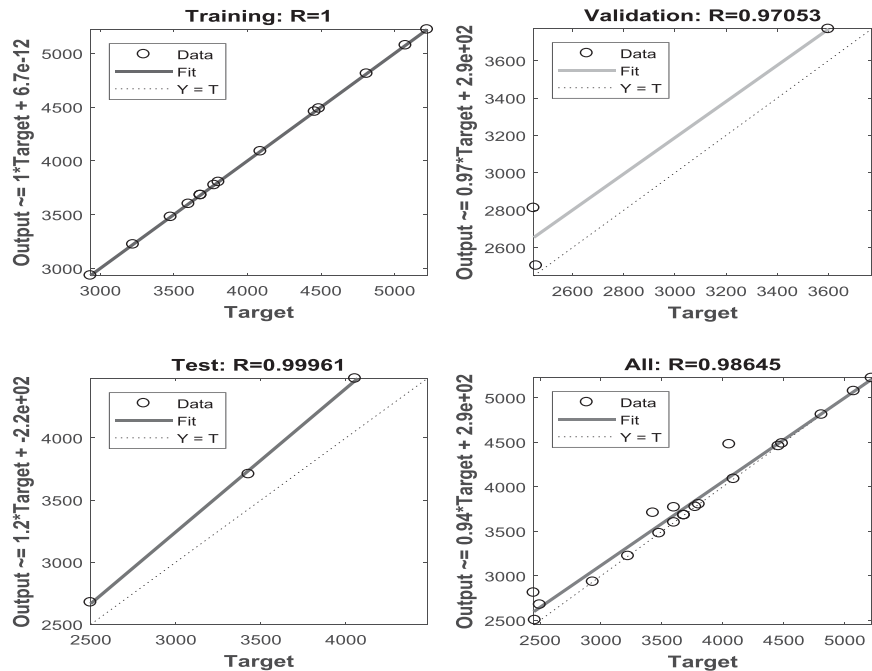 Training: R=1
Output ~= 1*Target + 6.7e-12
5000
4500
4000
3500
3000
Data
Fit
Y = T
3000 3500 4000 4500 5000
Target
Validation: R=0.97053
Output ~= 0.97*Target + 2.9e+02
3600
3400
3200
3000
2800
2600
Data
Fit
Y = T
2600 2800 3000 3200 3400 3600
Target
Test: R=0.99961
Output ~= 1.2*Target + -2.2e+02
4000
3500
3000
2500
Data
Fit
Y = T
2500 3000 3500 4000
Target
All: R=0.98645
Output ~= 0.94*Target + 2.9e+02
5000
4500
4000
3500
3000
2500
Data
Fit
Y = T
2500 3000 3500 4000 4500 5000
Target